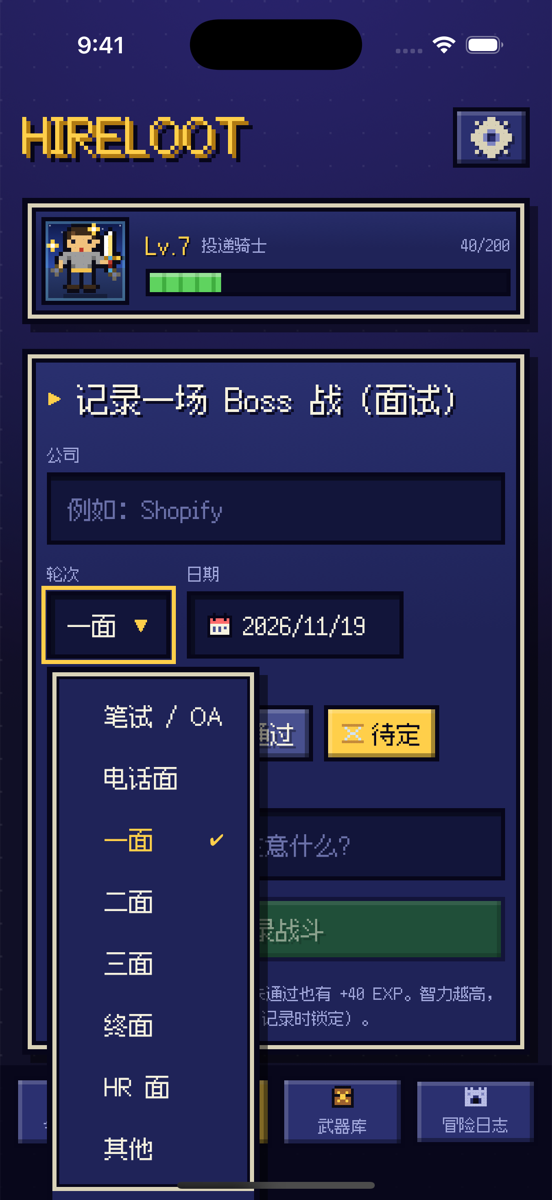 9:41
HIRELOOT
Lv.7 投递骑士 40/200
记录一场 Boss 战（面试）
公司
例如：Shopify
轮次 日期
一面 ▼ 2026/11/19
笔试 / OA
通过 待定
电话面
一面 ✔
意什么?
二面
录战斗
三面
通过也有 +40 EXP。智力越高，
终面
记录时锁定）。
HR 面
武器库 冒险日志
其他